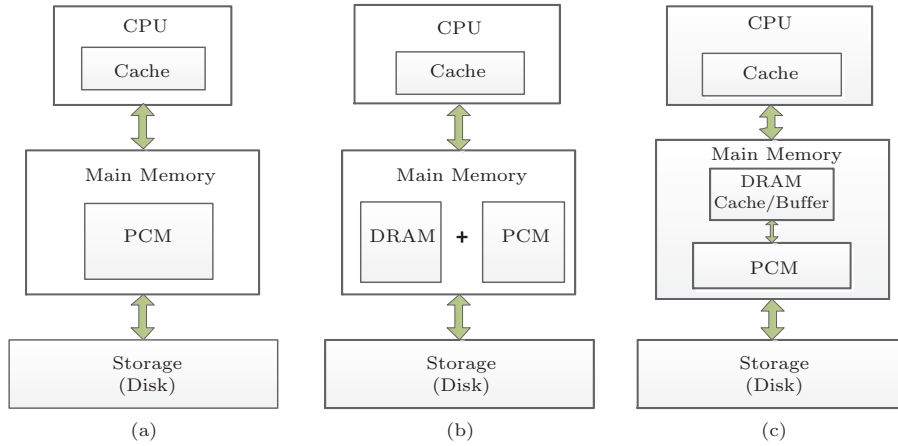 CPU
Cache
Main Memory
PCM
Storage
(Disk)
(a)
CPU
Cache
Main Memory
DRAM + PCM
Storage
(Disk)
(b)
CPU
Cache
Main Memory
DRAM
Cache/Buffer
PCM
Storage
(Disk)
(c)